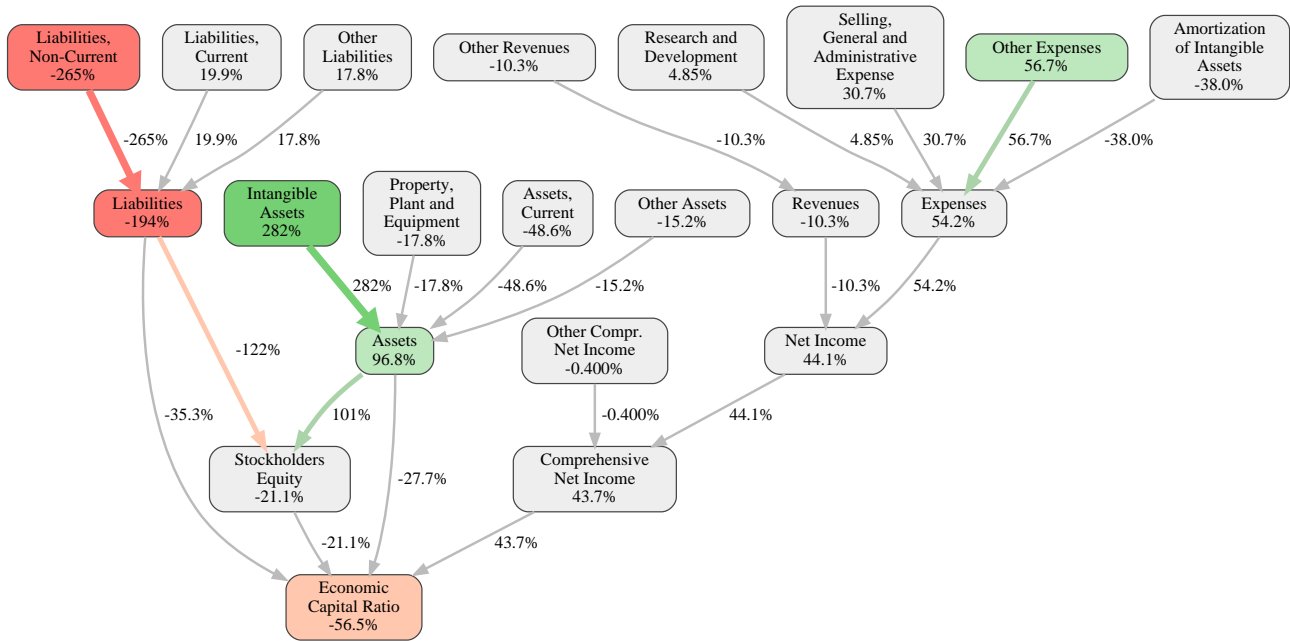 Liabilities,
Non-Current
-265%
Liabilities,
Current
19.9%
Other
Liabilities
17.8%
Other Revenues
-10.3%
Research and
Development
4.85%
Selling,
General and
Administrative
Expense
30.7%
Other Expenses
56.7%
Amortization
of Intangible
Assets
-38.0%
-265%
19.9%
17.8%
-10.3%
4.85%
30.7%
56.7%
-38.0%
Liabilities
-194%
Intangible
Assets
282%
Property,
Plant and
Equipment
-17.8%
Assets,
Current
-48.6%
Other Assets
-15.2%
Revenues
-10.3%
Expenses
54.2%
282%
-17.8%
-48.6%
-15.2%
-10.3%
54.2%
-122%
Assets
96.8%
Other Compr.
Net Income
-0.400%
Net Income
44.1%
-35.3%
101%
-0.400%
44.1%
Stockholders
Equity
-21.1%
-27.7%
Comprehensive
Net Income
43.7%
-21.1%
43.7%
Economic
Capital Ratio
-56.5%